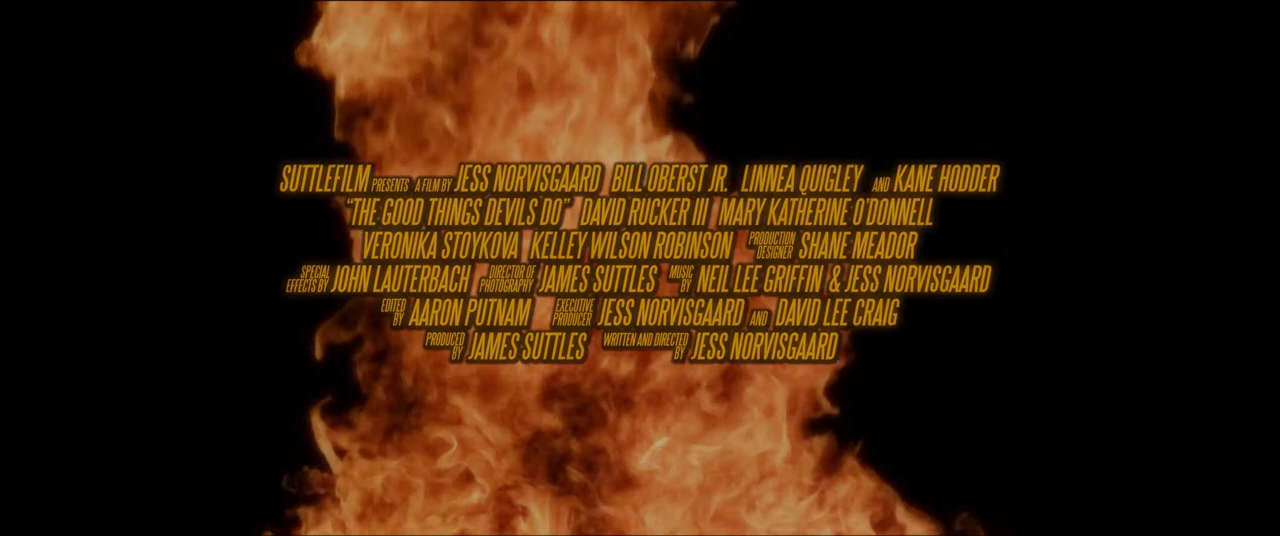 SUTTLEFILM PRESENTS A FILM BY JESS NORVISGAARD BILL OBERST JR. LINNEA QUIGLEY AND KANE HODDER
"THE GOOD THINGS DEVILS DO" DAVID RUCKER III MARY KATHERINE O'DONNELL
VERONIKA STOYKOVA KELLEY WILSON ROBINSON PRODUCTION DESIGNER SHANE MEADOR
SPECIAL EFFECTS BY JOHN LAUTERBACH DIRECTOR OF PHOTOGRAPHY JAMES SUTTLES MUSIC BY NEIL LEE GRIFFIN & JESS NORVISGAARD
EDITED BY AARON PUTNAM EXECUTIVE PRODUCER JESS NORVISGAARD AND DAVID LEE CRAIG
PRODUCED BY JAMES SUTTLES WRITTEN AND DIRECTED BY JESS NORVISGAARD